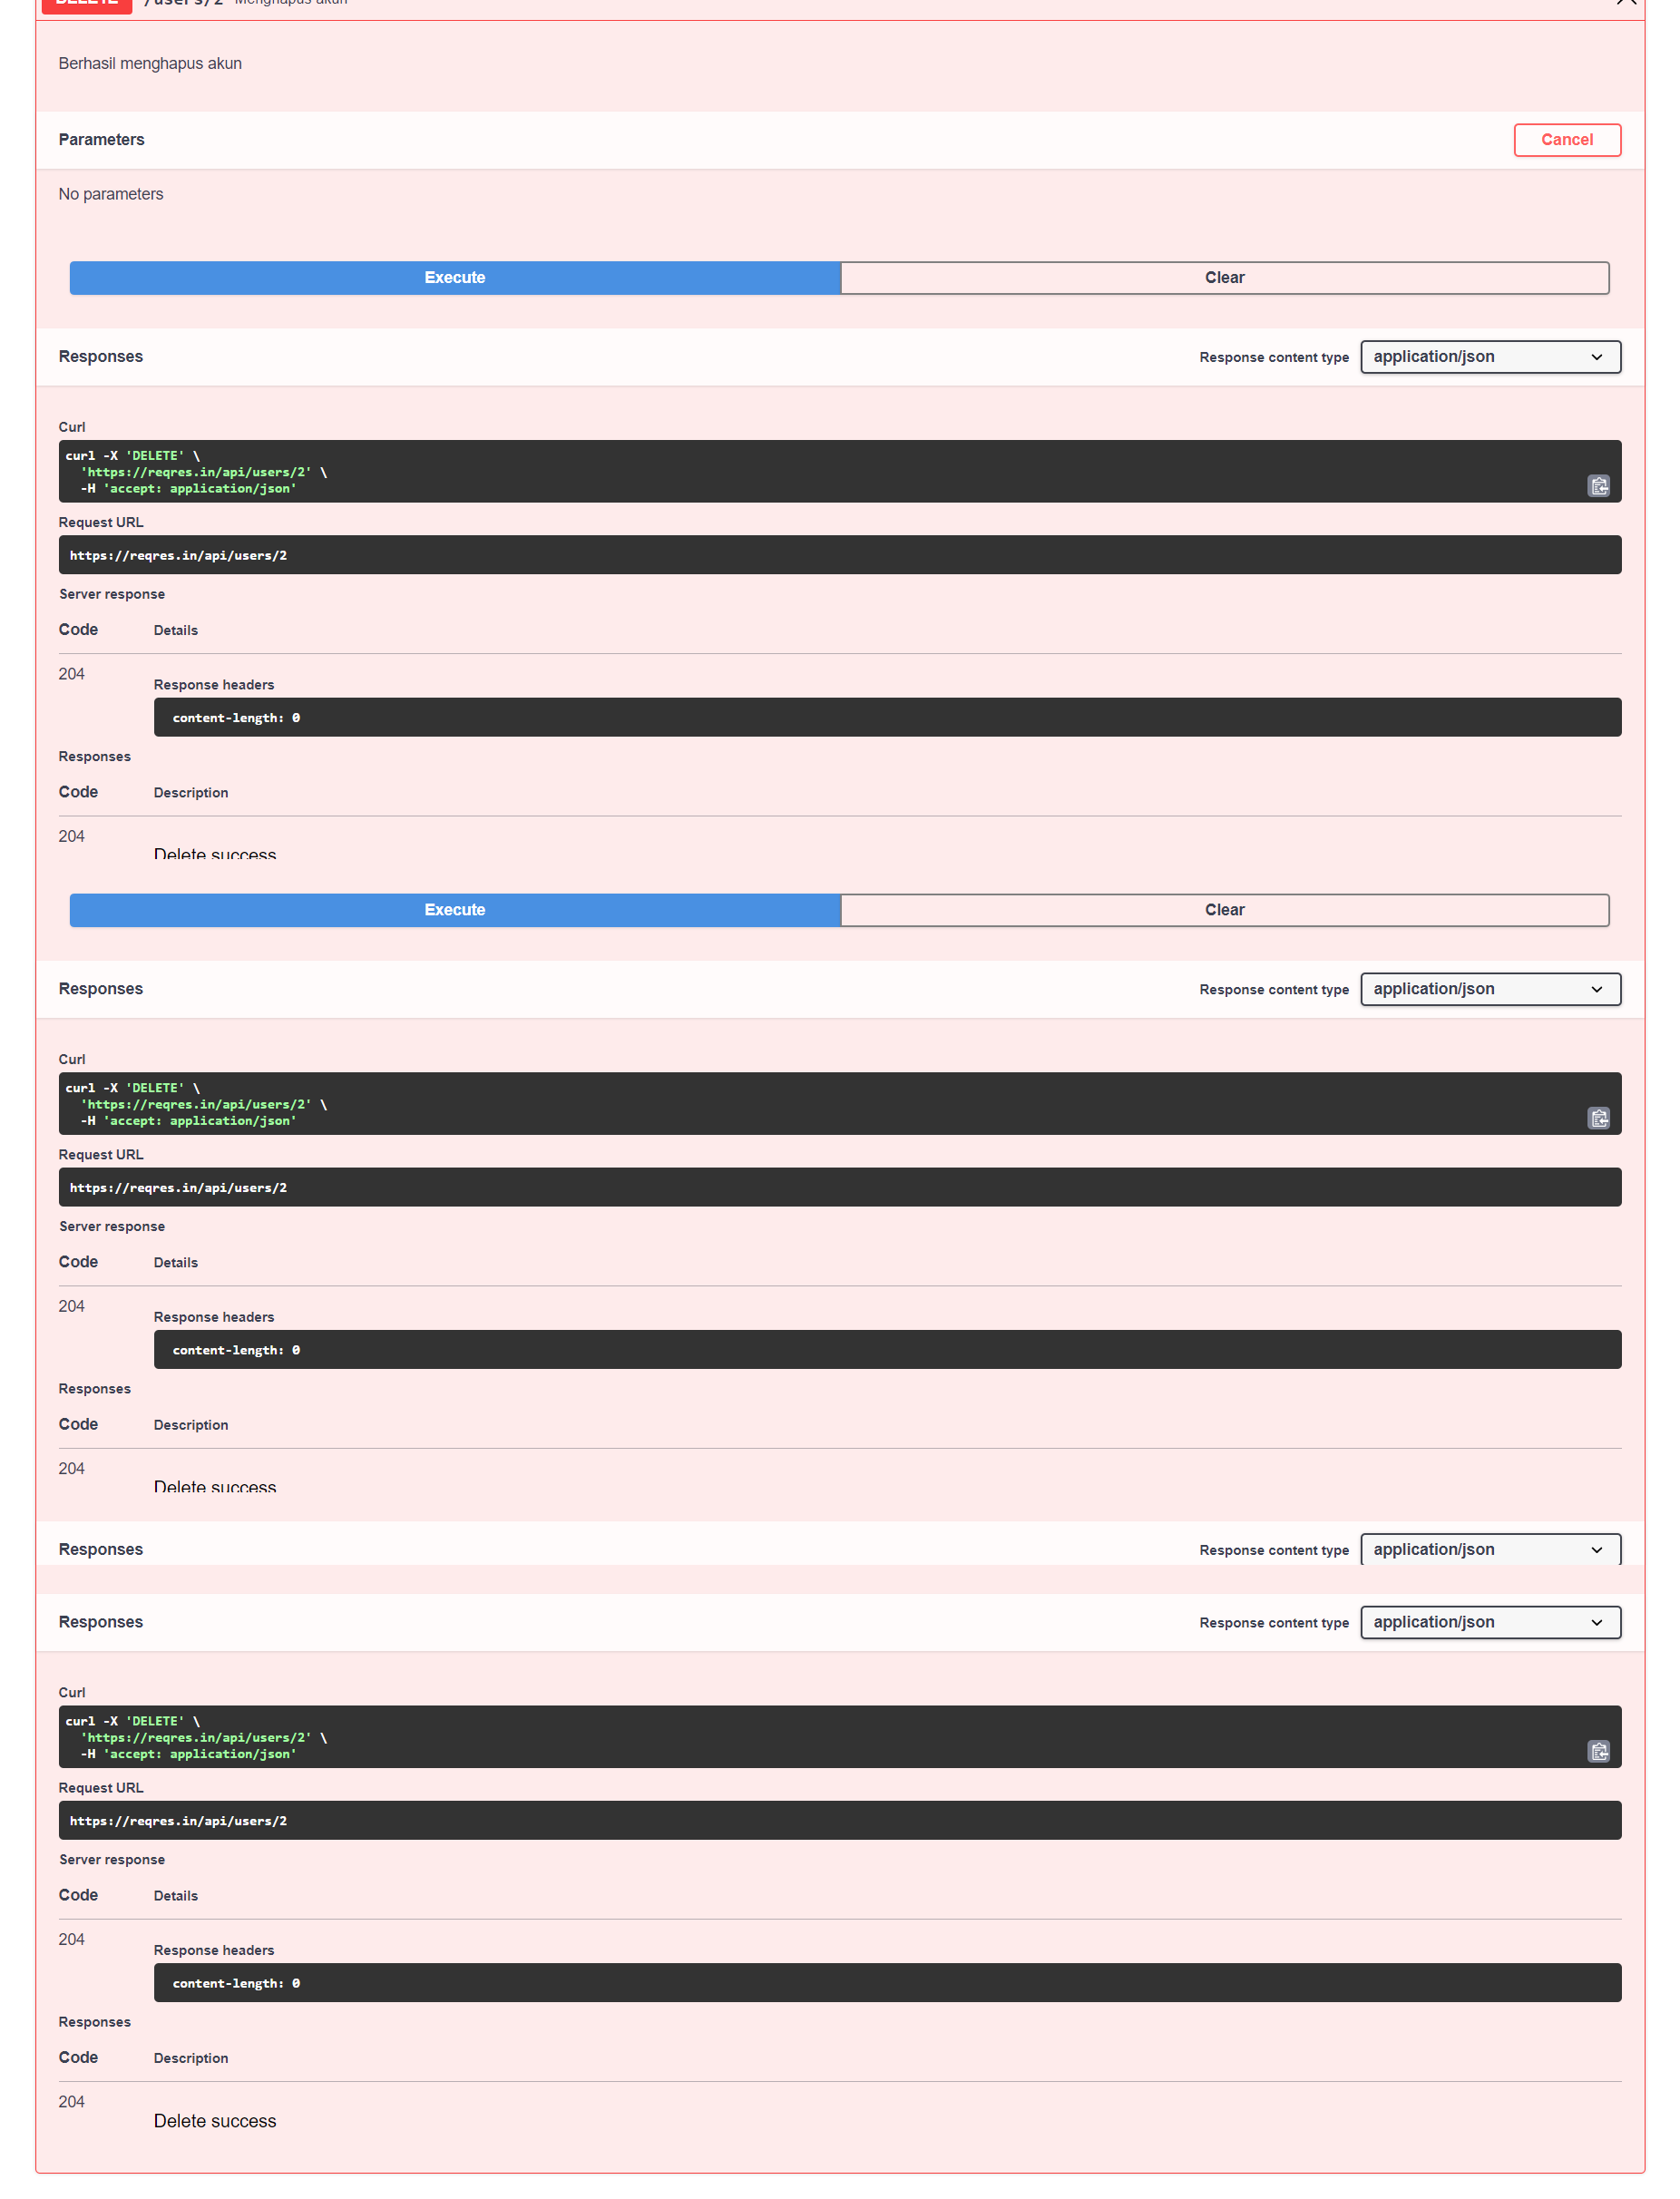 DELETE /users/2 Menghapus akun
Berhasil menghapus akun
Parameters Cancel
No parameters
Execute Clear
Responses Response content type application/json
Curl
curl -X 'DELETE' \
'https://reqres.in/api/users/2' \
-H 'accept: application/json'
Request URL
https://reqres.in/api/users/2
Server response
Code Details
204
Response headers
content-length: 0
Responses
Code Description
204
Delete success
Execute Clear
Responses Response content type application/json
Curl
curl -X 'DELETE' \
'https://reqres.in/api/users/2' \
-H 'accept: application/json'
Request URL
https://reqres.in/api/users/2
Server response
Code Details
204
Response headers
content-length: 0
Responses
Code Description
204
Delete success
Responses Response content type application/json
Responses Response content type application/json
Curl
curl -X 'DELETE' \
'https://reqres.in/api/users/2' \
-H 'accept: application/json'
Request URL
https://reqres.in/api/users/2
Server response
Code Details
204
Response headers
content-length: 0
Responses
Code Description
204
Delete success